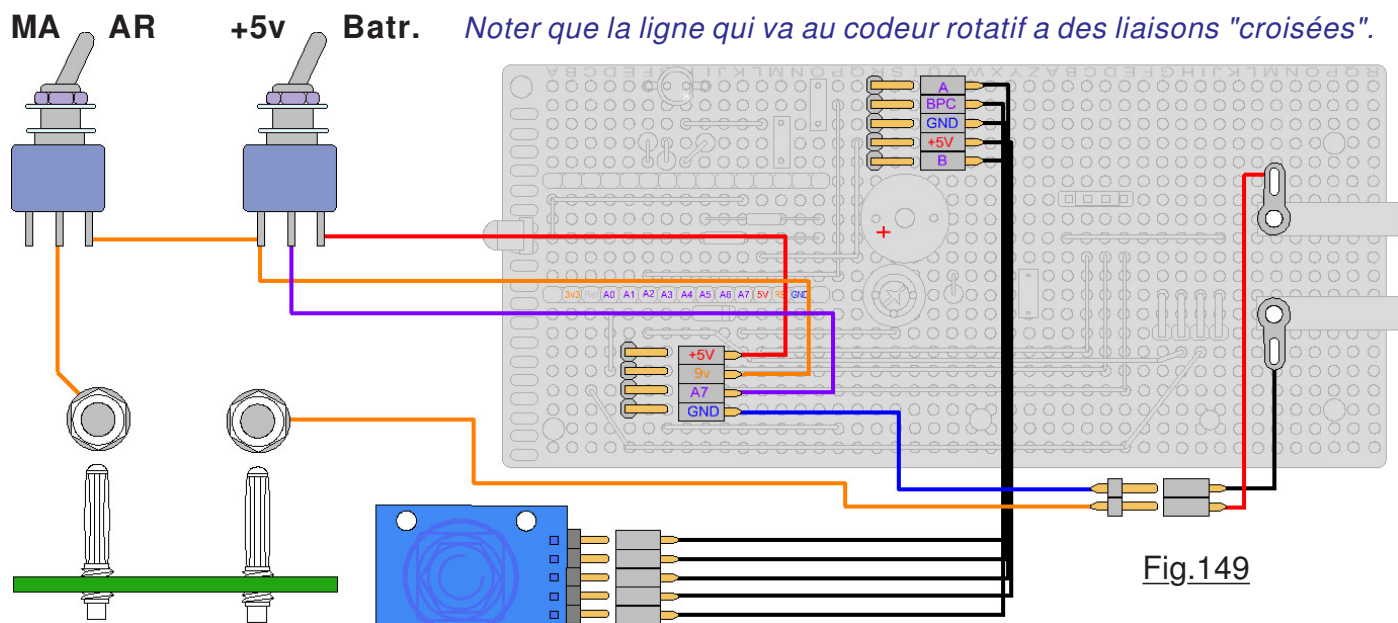 MA AR +5v Batr. Noter que la ligne qui va au codeur rotatif a des liaisons "croisées".
A
BPC
GND
+5V
B
3v3 Ref A0 A1 A2 A3 A4 A5 A6 A7 5V GND
+5V
9v
A7
GND
Fig.149